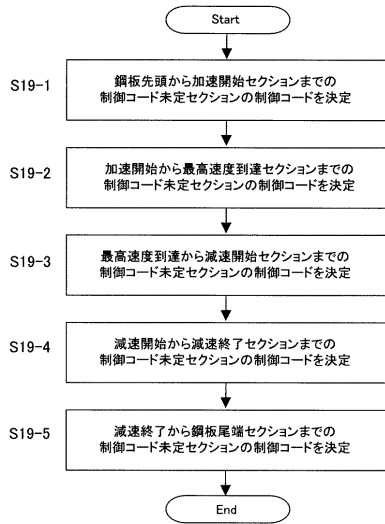 Start
S19-1
鋼板先頭から加速開始セクションまでの
制御コード未定セクションの制御コードを決定
S19-2
加速開始から最高速度到達セクションまでの
制御コード未定セクションの制御コードを決定
S19-3
最高速度到達から減速開始セクションまでの
制御コード未定セクションの制御コードを決定
S19-4
減速開始から減速終了セクションまでの
制御コード未定セクションの制御コードを決定
S19-5
減速終了から鋼板尾端セクションまでの
制御コード未定セクションの制御コードを決定
End